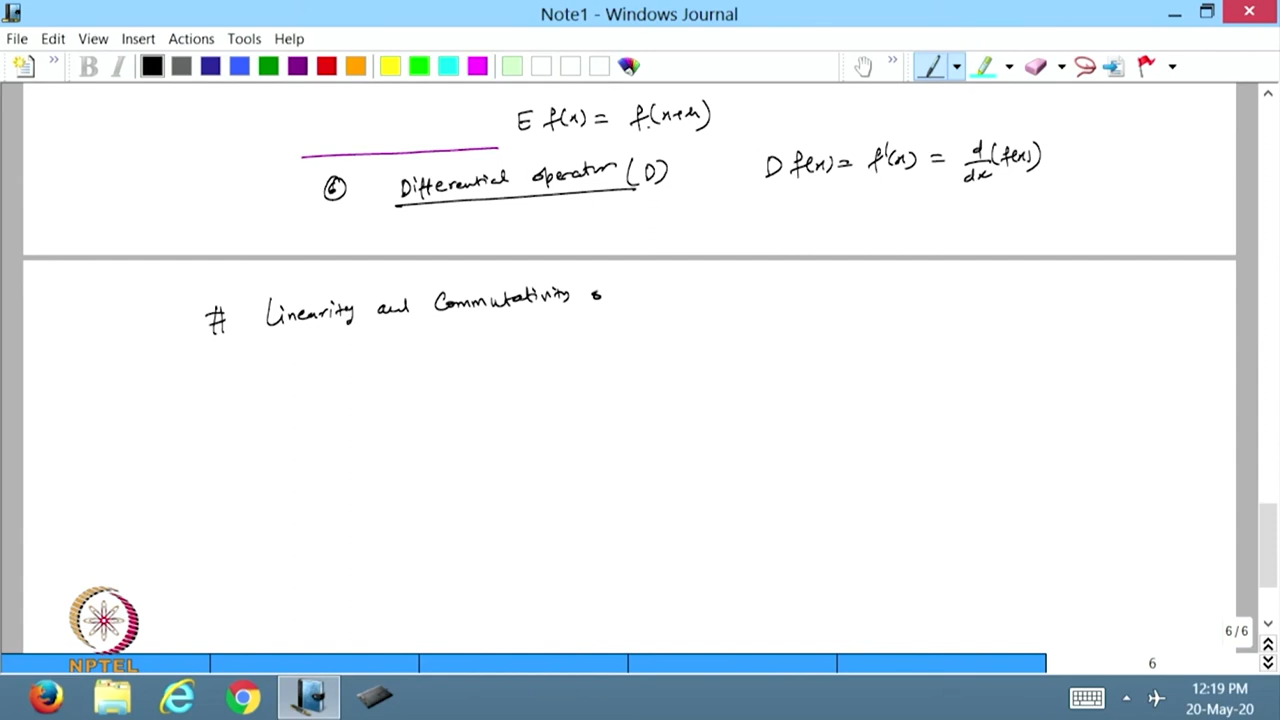 Note1 - Windows Journal
File Edit View Insert Actions Tools Help
B I
E f(x) = f(x+h)
⑥ Differential operator (D) D f(x) = f'(x) = d/dx (f(x))
# Linearity and Commutativity o
6 / 6
NPTEL
6
12:19 PM
20-May-20